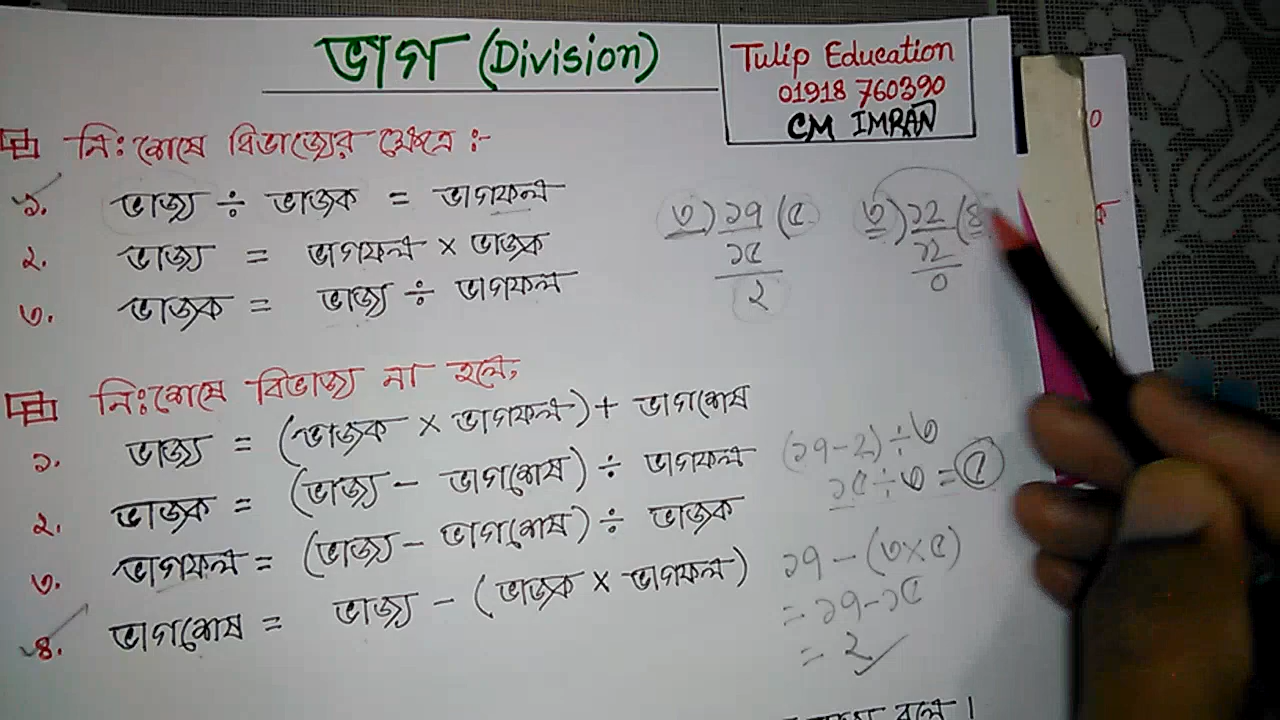 ভাগ (Division)
Tulip Education
01918 760390
CM IMRAN
নিঃশেষে বিভাজ্যের ক্ষেত্রে :-
১. ভাজ্য ÷ ভাজক = ভাগফল
২. ভাজ্য = ভাগফল × ভাজক
৩. ভাজক = ভাজ্য ÷ ভাগফল
৩) ১৭ (৫
১৫
২
৩) ১২ (৪
১২
০
নিঃশেষে বিভাজ্য না হলে,
১. ভাজ্য = (ভাজক × ভাগফল) + ভাগশেষ
২. ভাজক = (ভাজ্য - ভাগশেষ) ÷ ভাগফল
৩. ভাগফল = (ভাজ্য - ভাগশেষ) ÷ ভাজক
৪. ভাগশেষ = ভাজ্য - (ভাজক × ভাগফল)
(১৭-২) ÷ ৩
১৫ ÷ ৩ = ৫
১৭ - (৩×৫)
= ১৭-১৫
= ২
বলে।